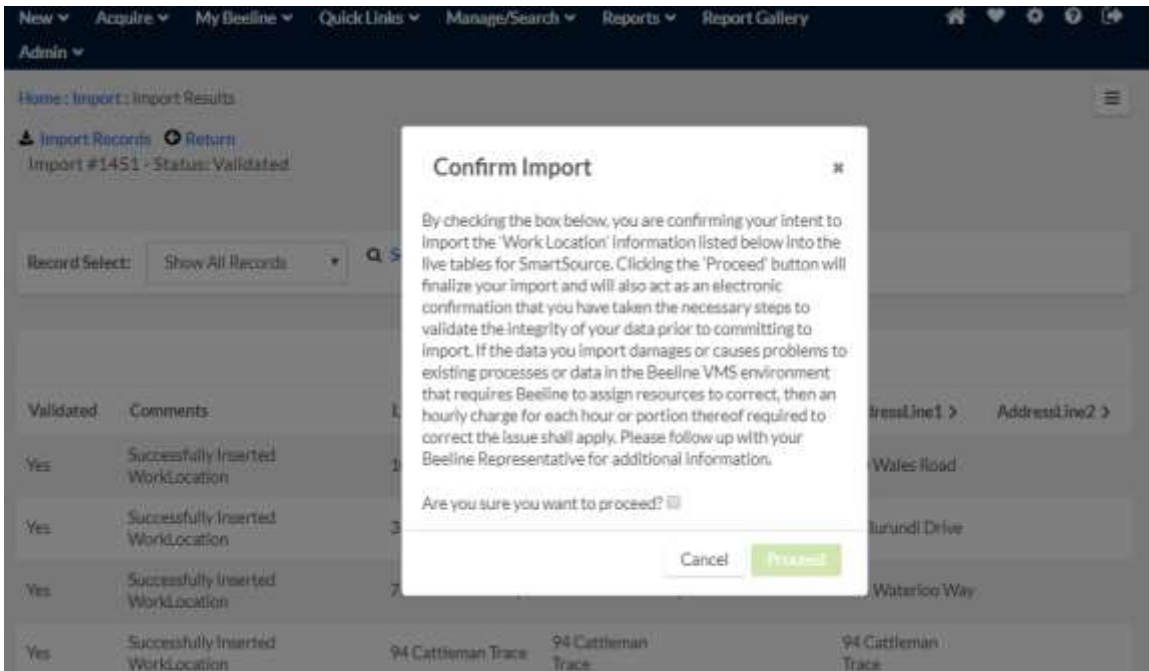 New Acquire My Beeline Quick Links Manage/Search Reports Report Gallery
Admin
Home : Import : Import Results
Import Records Return
Import #1451 - Status: Validated
Record Select: Show All Records S
Confirm Import
By checking the box below, you are confirming your intent to
import the 'Work Location' information listed below into the
live tables for SmartSource. Clicking the 'Proceed' button will
finalize your import and will also act as an electronic
confirmation that you have taken the necessary steps to
validate the integrity of your data prior to committing to
import. If the data you import damages or causes problems to
existing processes or data in the Beeline VMS environment
that requires Beeline to assign resources to correct, then an
hourly charge for each hour or portion thereof required to
correct the issue shall apply. Please follow up with your
Beeline Representative for additional information.
Are you sure you want to proceed?
Cancel Proceed
Validated Comments L dressLine1 > AddressLine2 >
Yes Successfully Inserted
WorkLocation 1 Wales Road
Yes Successfully Inserted
WorkLocation 3 Burundi Drive
Yes Successfully Inserted
WorkLocation 7 Waterloo Way
Yes Successfully Inserted
WorkLocation 94 Cattleman Trace 94 Cattleman
Trace 94 Cattleman
Trace